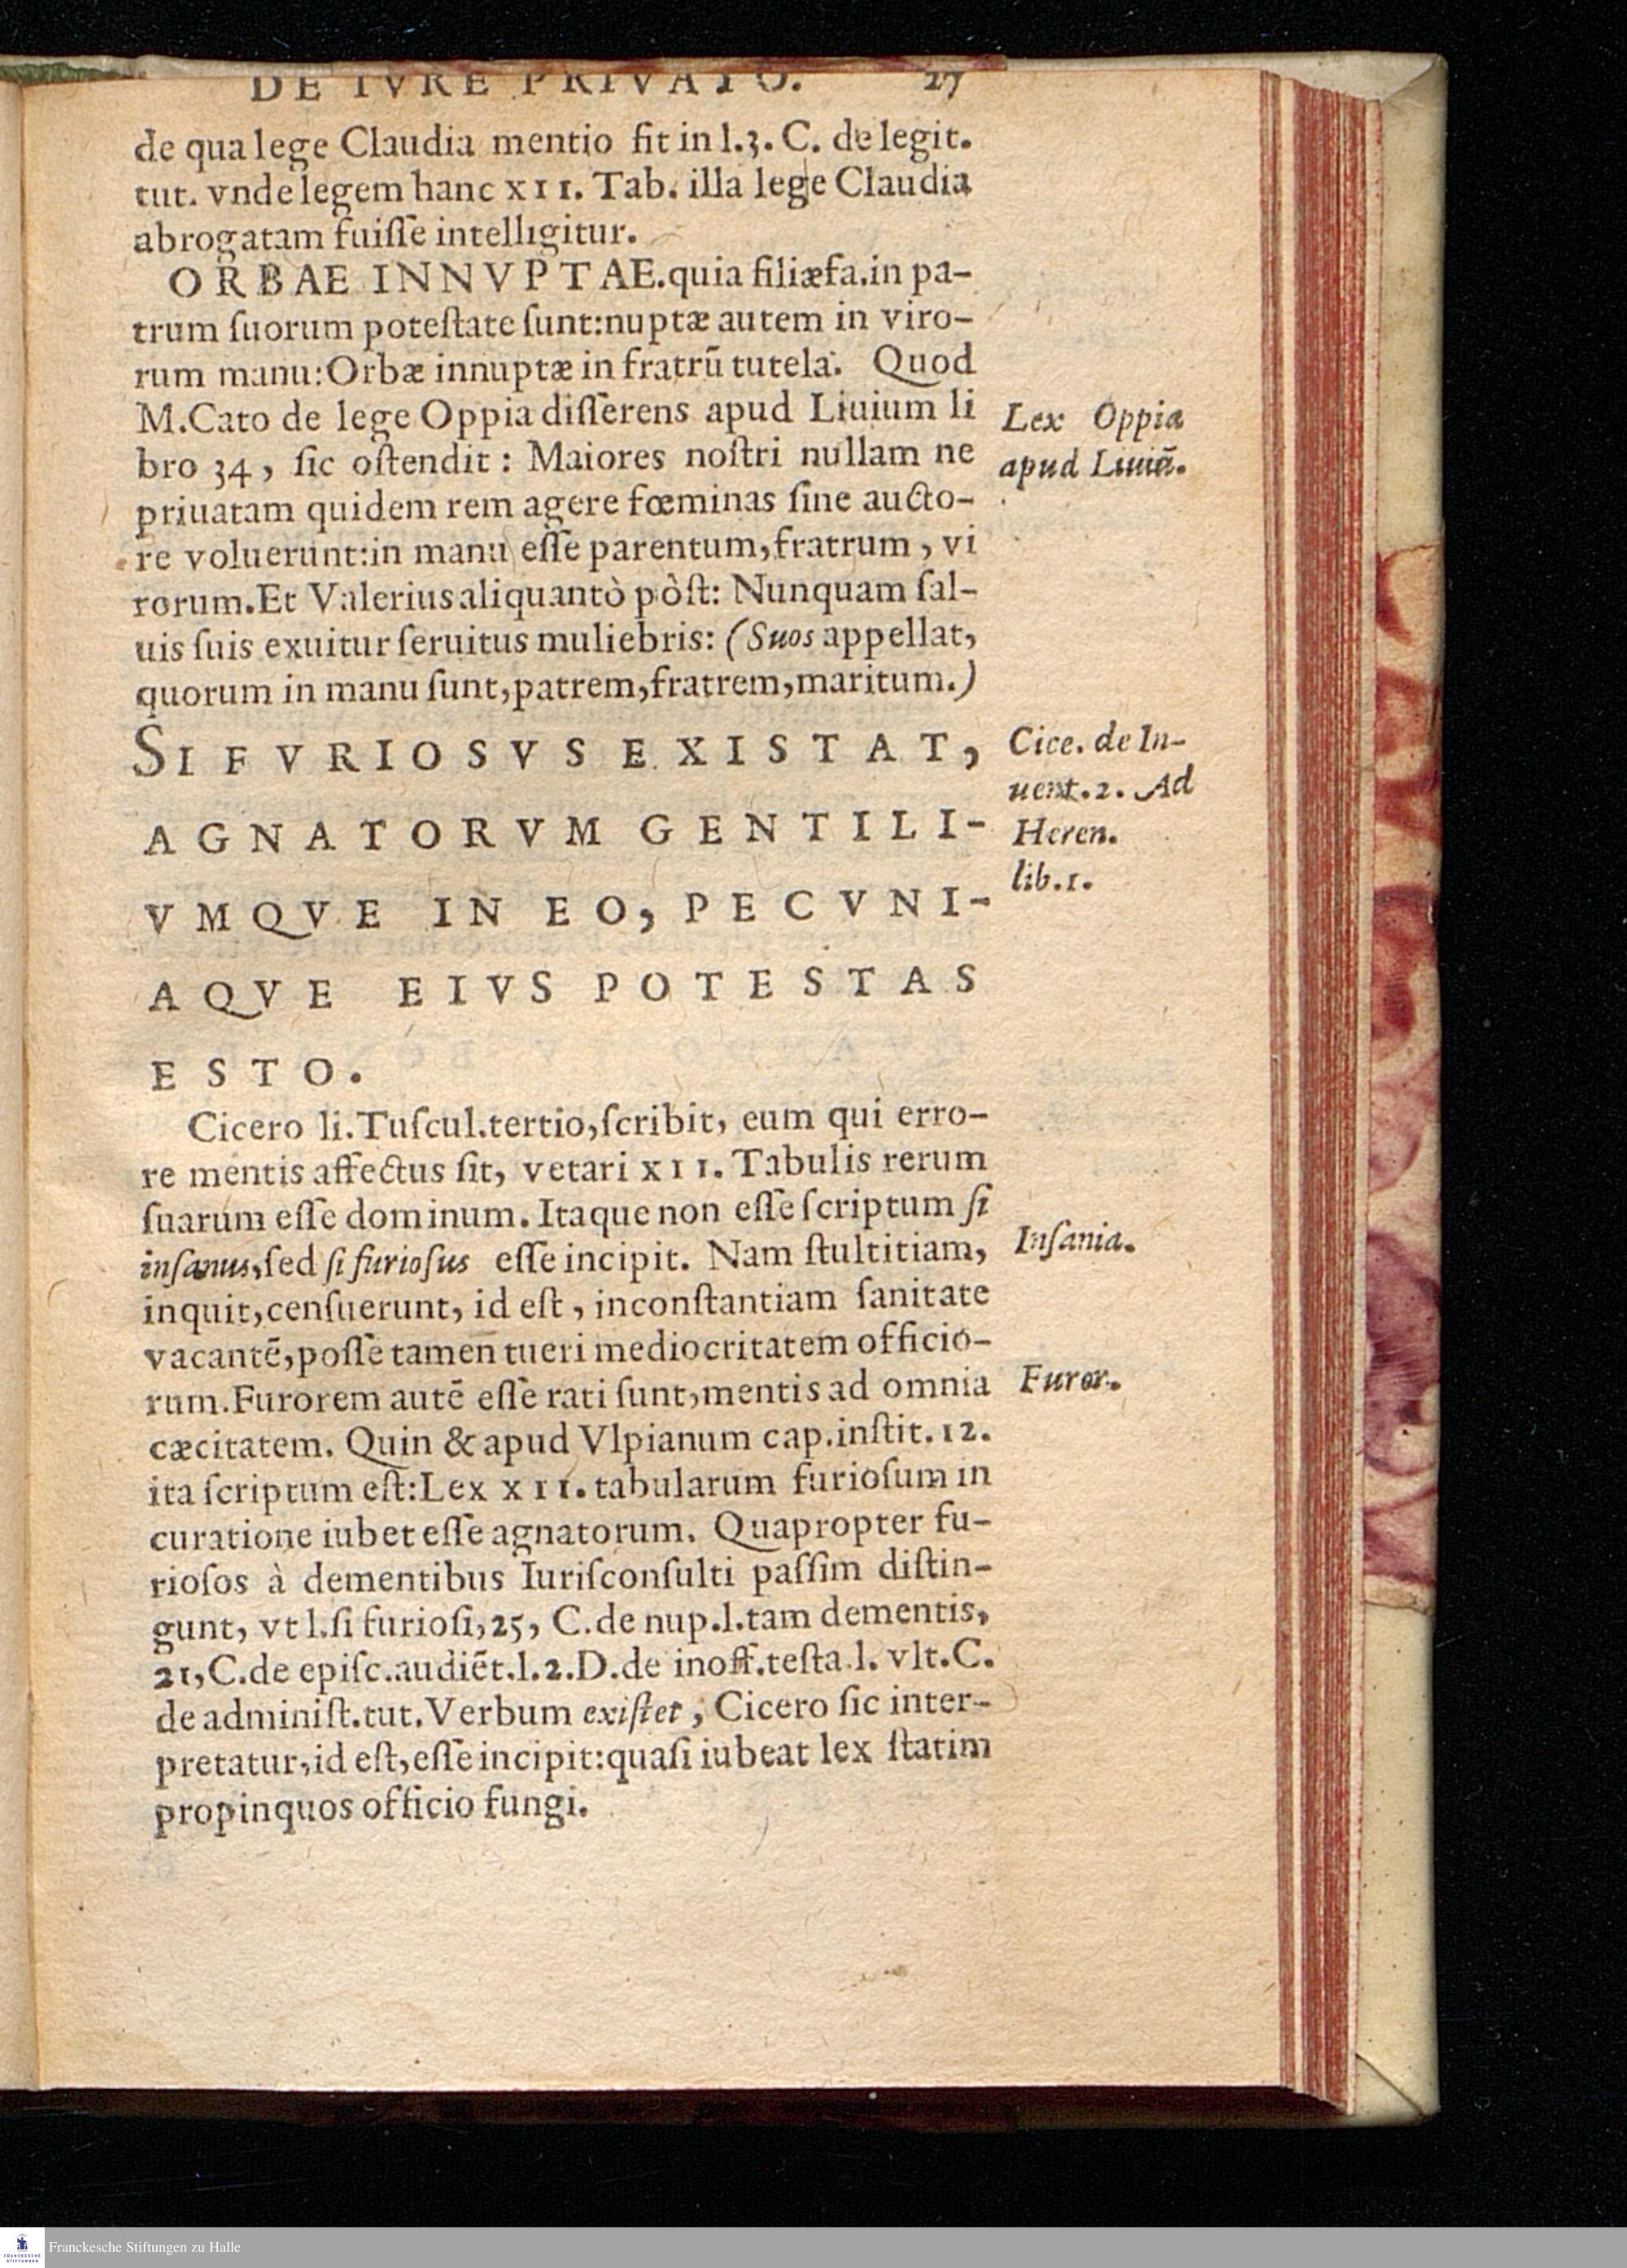 DE IVRE PRIVATO. 27
de qua lege Claudia mentio fit in l.3. C. de legit.
tut. vnde legem hanc XII. Tab. illa lege Claudia
abrogatam fuiſſe intelligitur.
ORBAE INNVPTAE. quia filiæfa. in pa-
trum ſuorum poteſtate ſunt: nuptæ autem in viro-
rum manu: Orbæ innuptæ in fratrū tutela. Quod
M. Cato de lege Oppia diſſerens apud Liuium li
bro 34, ſic oſtendit: Maiores noſtri nullam ne
priuatam quidem rem agere fœminas ſine aucto-
re voluerunt: in manu eſſe parentum, fratrum, vi
rorum. Et Valerius aliquantò pòſt: Nunquam ſal-
uis ſuis exuitur ſeruitus muliebris: (Suos appellat,
quorum in manu ſunt, patrem, fratrem, maritum.)
Lex Oppia
apud Liuiū.
SI FVRIOSVS EXISTAT,
AGNATORVM GENTILI-
VMQVE IN EO, PECVNI-
AQVE EIVS POTESTAS
ESTO.
Cice. de In-
uent. 2. Ad
Heren.
lib. 1.
Cicero li. Tuſcul. tertio, ſcribit, eum qui erro-
re mentis affectus ſit, vetari XII. Tabulis rerum
ſuarum eſſe dominum. Itaque non eſſe ſcriptum ſi
inſanus, ſed ſi furioſus eſſe incipit. Nam ſtultitiam,
inquit, cenſuerunt, id eſt, inconſtantiam ſanitate
vacantē, poſſe tamen tueri mediocritatem officio-
rum. Furorem autē eſſe rati ſunt, mentis ad omnia
cæcitatem. Quin & apud Vlpianum cap. inſtit. 12.
ita ſcriptum eſt: Lex XII. tabularum furioſum in
curatione iubet eſſe agnatorum. Quapropter fu-
rioſos à dementibus Iuriſconſulti paſſim diſtin-
gunt, vt l. ſi furioſi, 25, C. de nup. l. tam dementis,
21, C. de epiſc. audiēt. l. 2. D. de inoff. teſta. l. vlt. C.
de adminiſt. tut. Verbum exiſtet, Cicero ſic inter-
pretatur, id eſt, eſſe incipit: quaſi iubeat lex ſtatim
propinquos officio fungi.
Inſania.
Furor.
FRANCKESCHE
STIFTUNGEN
Franckesche Stiftungen zu Halle